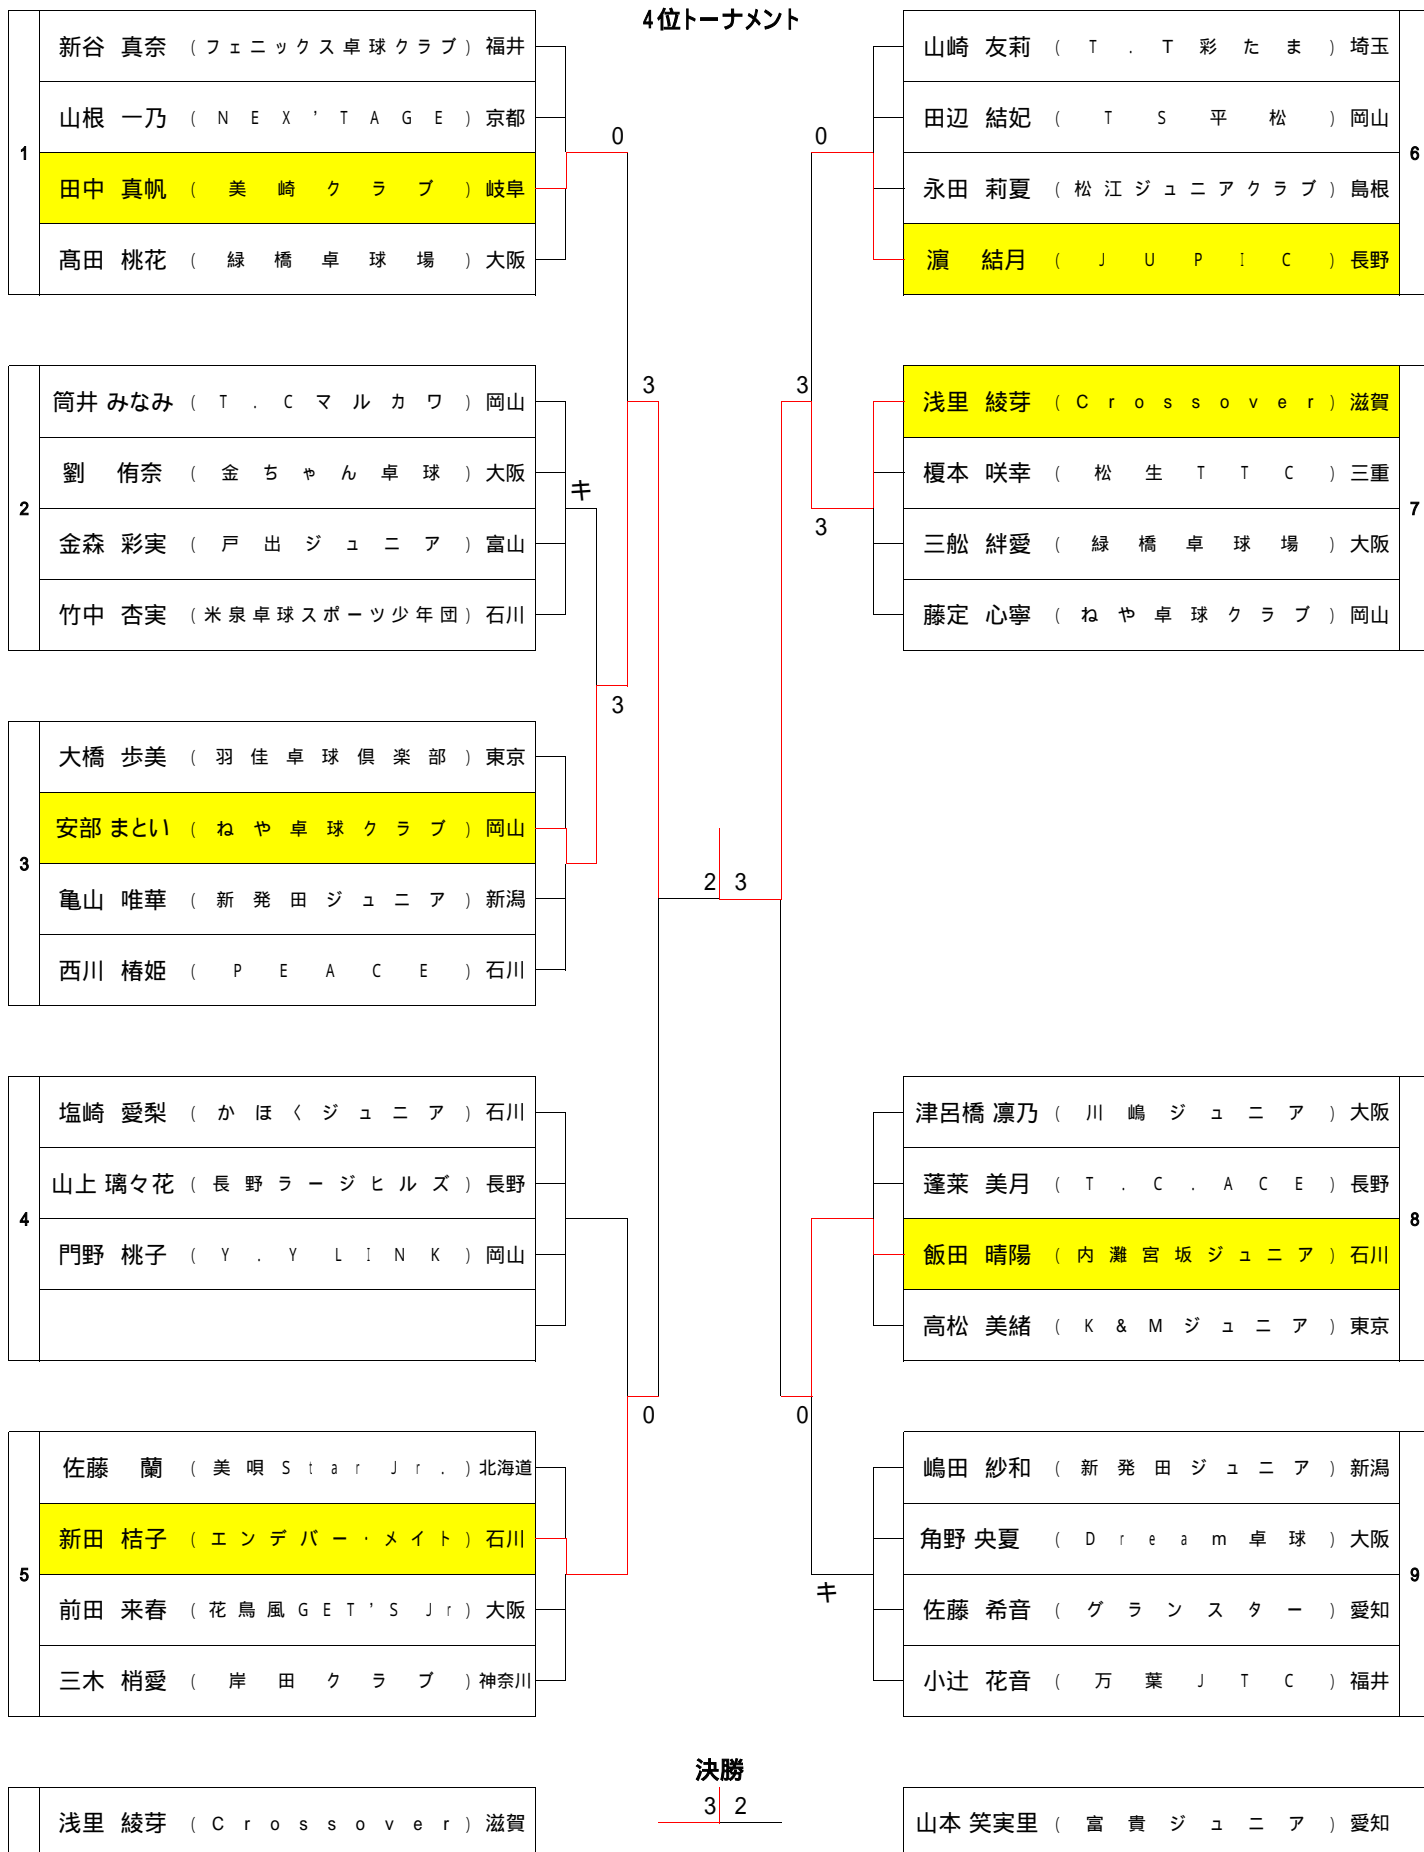 4位トーナメント
1
新谷 真奈 (フェニックス卓球クラブ) 福井
山根 一乃 (NEX'TAGE) 京都
田中 真帆 (美崎クラブ) 岐阜
髙田 桃花 (緑橋卓球場) 大阪
2
筒井 みなみ (T.Cマルカワ) 岡山
劉 侑奈 (金ちゃん卓球) 大阪
金森 彩実 (戸出ジュニア) 富山
竹中 杏実 (米泉卓球スポーツ少年団) 石川
3
大橋 歩美 (羽佳卓球倶楽部) 東京
安部 まとい (ねや卓球クラブ) 岡山
亀山 唯華 (新発田ジュニア) 新潟
西川 椿姫 (PEACE) 石川
4
塩崎 愛梨 (かほくジュニア) 石川
山上 璃々花 (長野ラージヒルズ) 長野
門野 桃子 (Y.Y LINK) 岡山
5
佐藤 蘭 (美唄Star Jr.) 北海道
新田 桔子 (エンデバー・メイト) 石川
前田 来春 (花鳥風GET'S Jr) 大阪
三木 梢愛 (岸田クラブ) 神奈川
0
3
キ
3
0
2 3
0
3
3
0
キ
6
山崎 友莉 (T.T彩たま) 埼玉
田辺 結妃 (TS平松) 岡山
永田 莉夏 (松江ジュニアクラブ) 島根
濵 結月 (JUPIC) 長野
7
浅里 綾芽 (Crossover) 滋賀
榎本 咲幸 (松生TTC) 三重
三舩 絆愛 (緑橋卓球場) 大阪
藤定 心寧 (ねや卓球クラブ) 岡山
8
津呂橋 凛乃 (川嶋ジュニア) 大阪
蓬莱 美月 (T.C.ACE) 長野
飯田 晴陽 (内灘宮坂ジュニア) 石川
高松 美緒 (K&Mジュニア) 東京
9
嶋田 紗和 (新発田ジュニア) 新潟
角野 央夏 (Dream卓球) 大阪
佐藤 希音 (グランスター) 愛知
小辻 花音 (万葉JTC) 福井
決勝
浅里 綾芽 (Crossover) 滋賀
3 2
山本 笑実里 (富貴ジュニア) 愛知